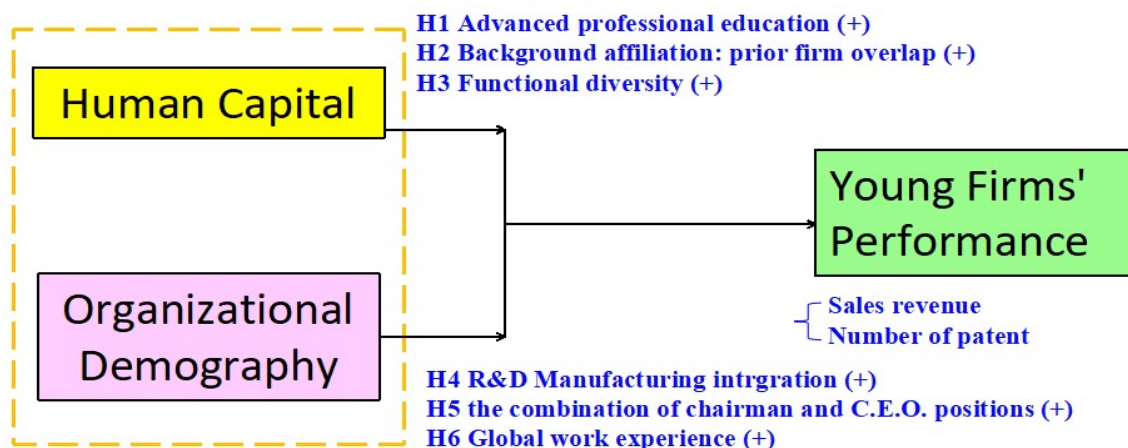 H1 Advanced professional education (+)
H2 Background affiliation: prior firm overlap (+)
H3 Functional diversity (+)
Human Capital
Young Firms'
Performance
Organizational
Demography
Sales revenue
Number of patent
H4 R&D Manufacturing intrgration (+)
H5 the combination of chairman and C.E.O. positions (+)
H6 Global work experience (+)